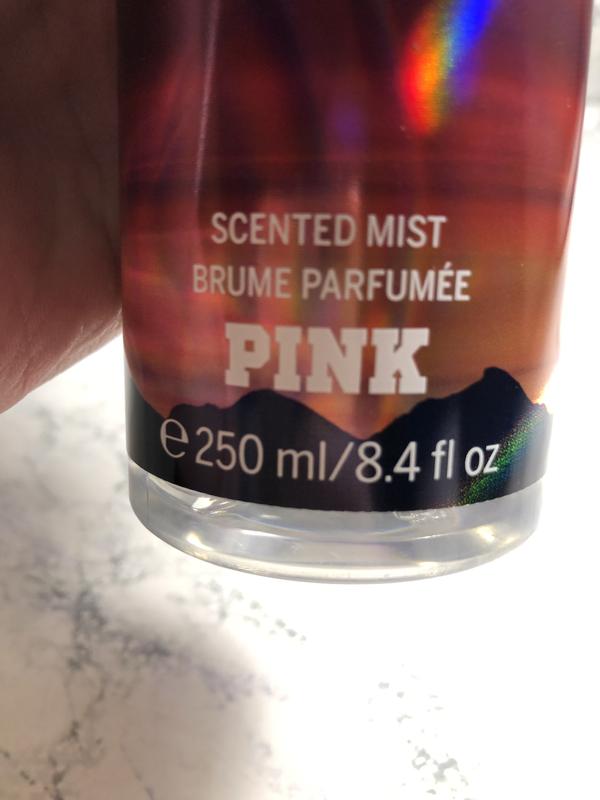 SCENTED MIST
BRUME PARFUMÉE
PINK
℮ 250 ml/8.4 fl oz